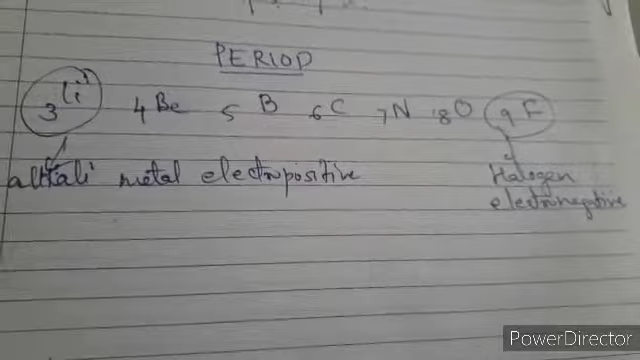 PERIOD
3 Li 4 Be 5 B 6 C 7 N 8 O 9 F
alkali metal electropositive
Halogen
electronegative
PowerDirector